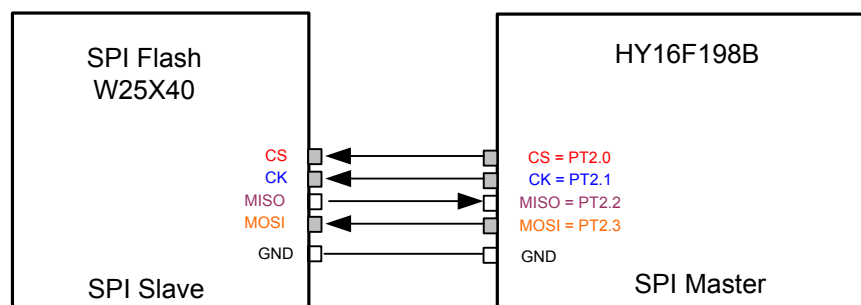 SPI Flash
W25X40
CS
CK
MISO
MOSI
GND
SPI Slave
HY16F198B
CS = PT2.0
CK = PT2.1
MISO = PT2.2
MOSI = PT2.3
GND
SPI Master